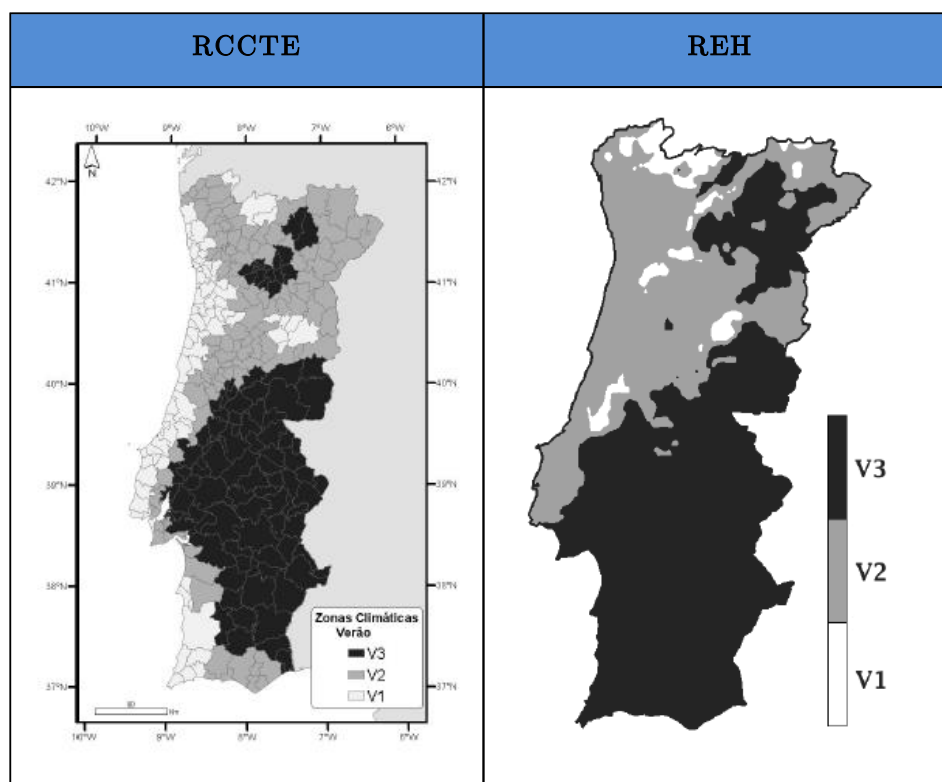 RCCTE
REH
10°W 9°W 8°W 7°W 6°W
N
42°N 42°N
41°N 41°N
40°N 40°N
39°N 39°N
38°N 38°N
37°N 37°N
Zonas Climáticas
Verão
V3
V2
V1
10°W 9°W 8°W 7°W 6°W
V3
V2
V1